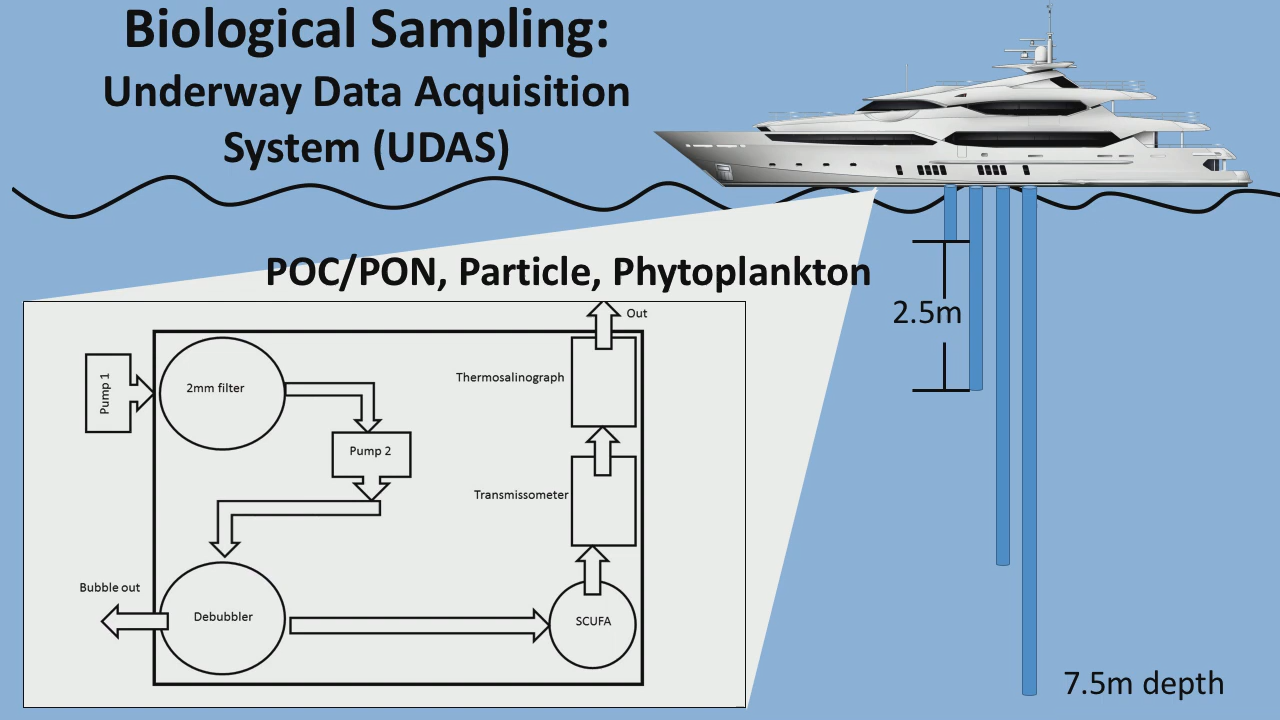 Biological Sampling:
Underway Data Acquisition
System (UDAS)
POC/PON, Particle, Phytoplankton
2.5m
7.5m depth
Out
Pump 1
2mm filter
Thermosalinograph
Pump 2
Transmissometer
Bubble out
Debubbler
SCUFA